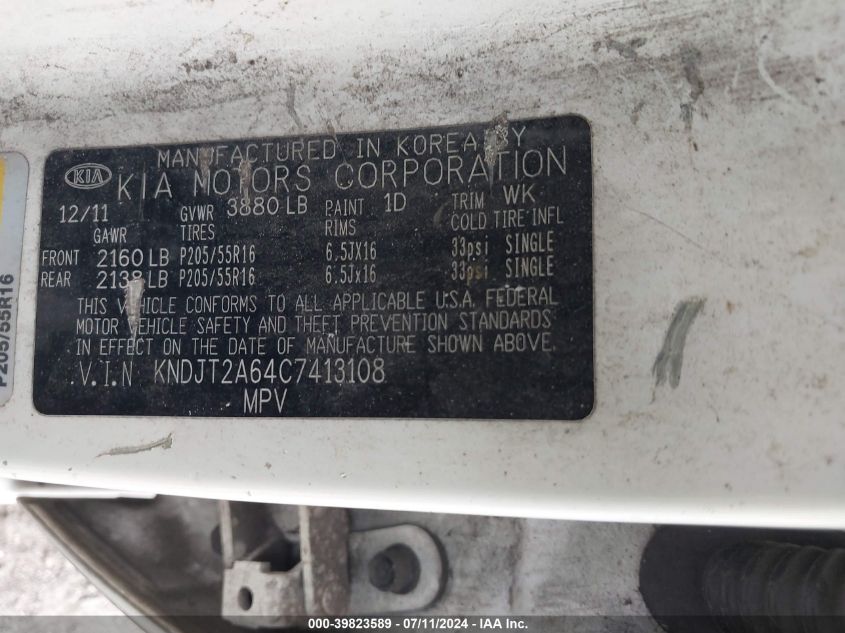 MANUFACTURED IN KOREA BY
KIA KIA MOTORS CORPORATION
12/11 GVWR 3880 LB PAINT 1D TRIM WK
GAWR TIRES RIMS COLD TIRE INFL
FRONT 2160 LB P205/55R16 6.5JX16 33psi SINGLE
REAR 2138 LB P205/55R16 6.5Jx16 33psi SINGLE
THIS VEHICLE CONFORMS TO ALL APPLICABLE U.S.A. FEDERAL
MOTOR VEHICLE SAFETY AND THEFT PREVENTION STANDARDS
IN EFFECT ON THE DATE OF MANUFACTURE SHOWN ABOVE.
V.I.N KNDJT2A64C7413108
MPV
P205/55R16
000-39823589 - 07/11/2024 - IAA Inc.